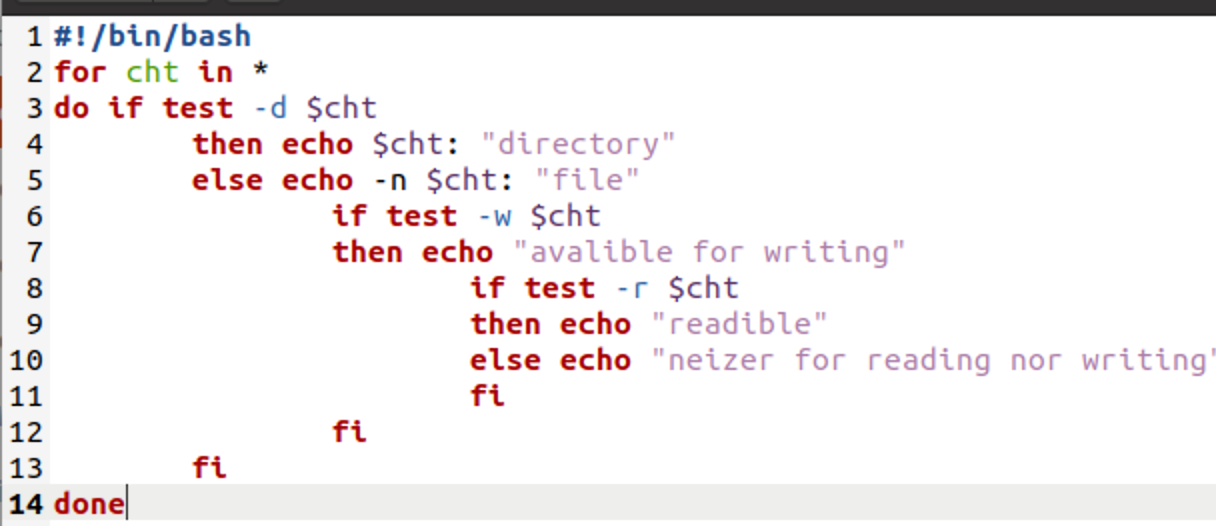 1 #!/bin/bash
2 for cht in *
3 do if test -d $cht
4 then echo $cht: "directory"
5 else echo -n $cht: "file"
6 if test -w $cht
7 then echo "avalible for writing"
8 if test -r $cht
9 then echo "readible"
10 else echo "neizer for reading nor writing"
11 fi
12 fi
13 fi
14 done